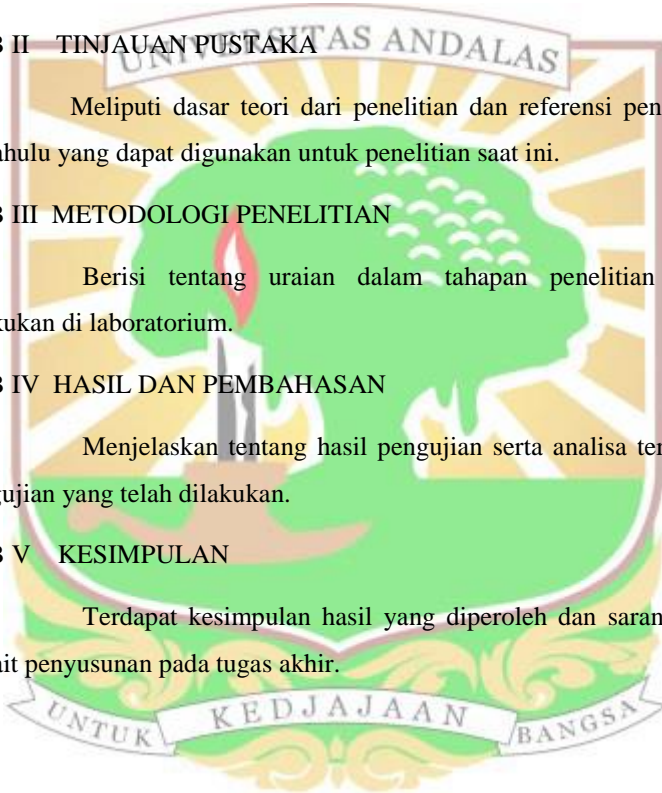 UNIVERSITAS ANDALAS
B II TINJAUAN PUSTAKA
Meliputi dasar teori dari penelitian dan referensi pen
ahulu yang dapat digunakan untuk penelitian saat ini.
B III METODOLOGI PENELITIAN
Berisi tentang uraian dalam tahapan penelitian
kukan di laboratorium.
B IV HASIL DAN PEMBAHASAN
Menjelaskan tentang hasil pengujian serta analisa ter
gujian yang telah dilakukan.
B V KESIMPULAN
Terdapat kesimpulan hasil yang diperoleh dan saran
ait penyusunan pada tugas akhir.
UNTUK KEDJAJAAN BANGSA